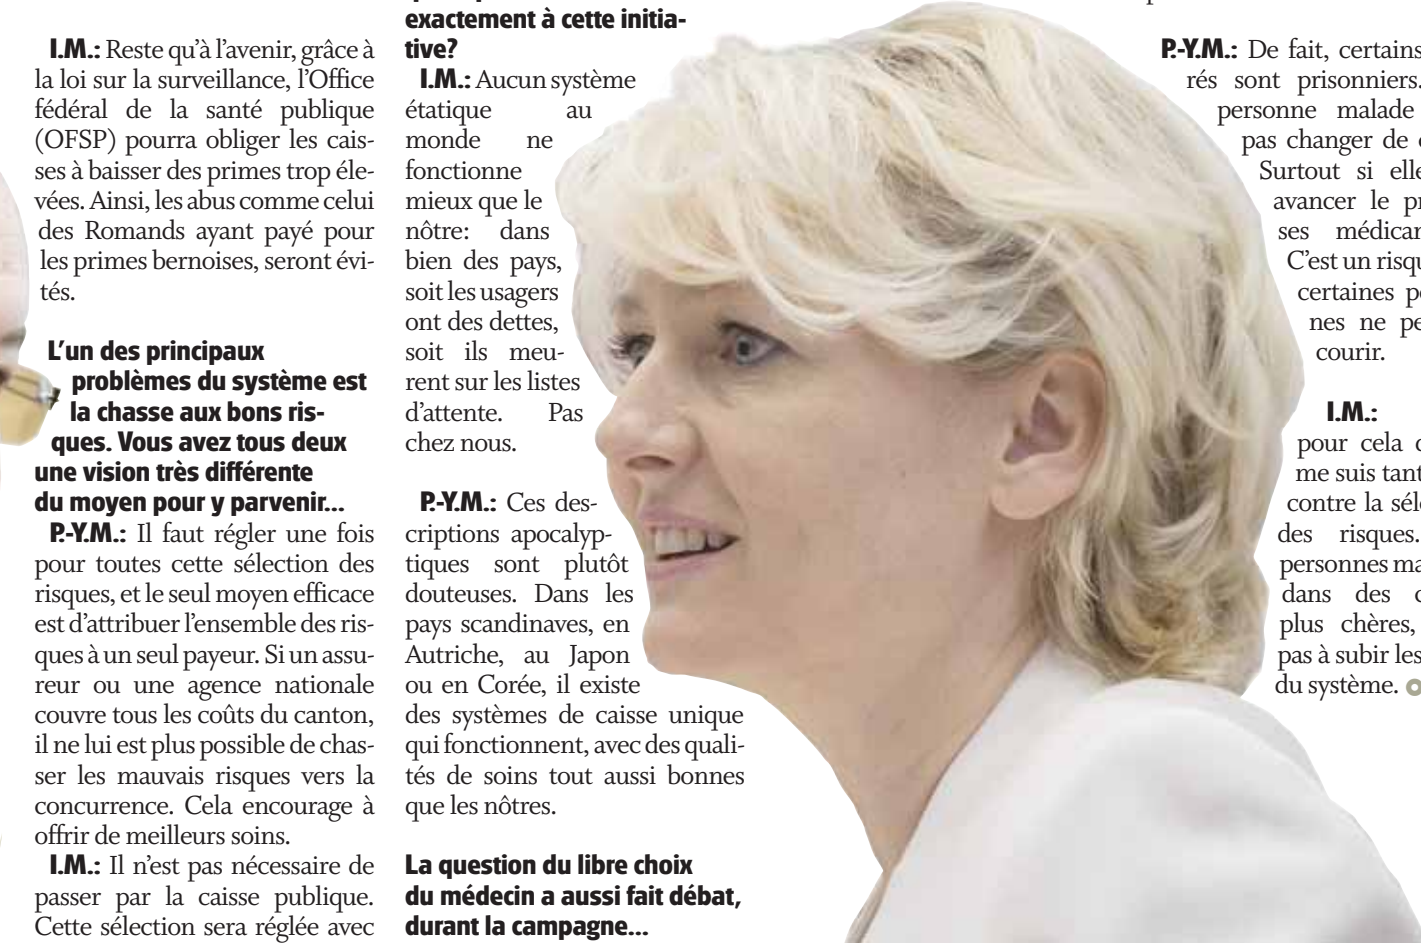 I.M.: Reste qu'à l'avenir, grâce à
la loi sur la surveillance, l'Office
fédéral de la santé publique
(OFSP) pourra obliger les cais-
ses à baisser des primes trop éle-
vées. Ainsi, les abus comme celui
des Romands ayant payé pour
les primes bernoises, seront évi-
tés.
L'un des principaux
problèmes du système est
la chasse aux bons ris-
ques. Vous avez tous deux
une vision très différente
du moyen pour y parvenir...
P.-Y.M.: Il faut régler une fois
pour toutes cette sélection des
risques, et le seul moyen efficace
est d'attribuer l'ensemble des ris-
ques à un seul payeur. Si un assu-
reur ou une agence nationale
couvre tous les coûts du canton,
il ne lui est plus possible de chas-
ser les mauvais risques vers la
concurrence. Cela encourage à
offrir de meilleurs soins.
I.M.: Il n'est pas nécessaire de
passer par la caisse publique.
Cette sélection sera réglée avec
exactement à cette initia-
tive?
I.M.: Aucun système
étatique au
monde ne
fonctionne
mieux que le
nôtre: dans
bien des pays,
soit les usagers
ont des dettes,
soit ils meu-
rent sur les listes
d'attente. Pas
chez nous.
P.-Y.M.: Ces des-
criptions apocalyp-
tiques sont plutôt
douteuses. Dans les
pays scandinaves, en
Autriche, au Japon
ou en Corée, il existe
des systèmes de caisse unique
qui fonctionnent, avec des quali-
tés de soins tout aussi bonnes
que les nôtres.
La question du libre choix
du médecin a aussi fait débat,
durant la campagne...
P.-Y.M.: De fait, certains
rés sont prisonniers.
personne malade
pas changer de
Surtout si elle
avancer le
ses
C'est un
certaines
nes ne
courir.
I.M.:
pour cela
me suis
contre la
des risques.
personnes
dans des
plus chères,
pas à subir les
du système.